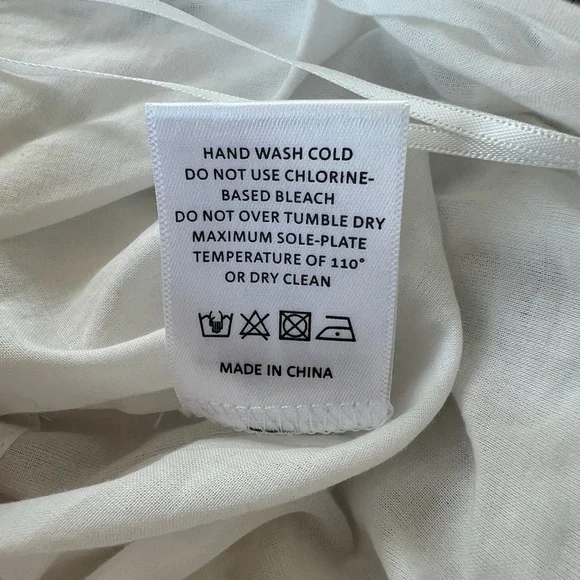 HAND WASH COLD
DO NOT USE CHLORINE-
BASED BLEACH
DO NOT OVER TUMBLE DRY
MAXIMUM SOLE-PLATE
TEMPERATURE OF 110°
OR DRY CLEAN
MADE IN CHINA